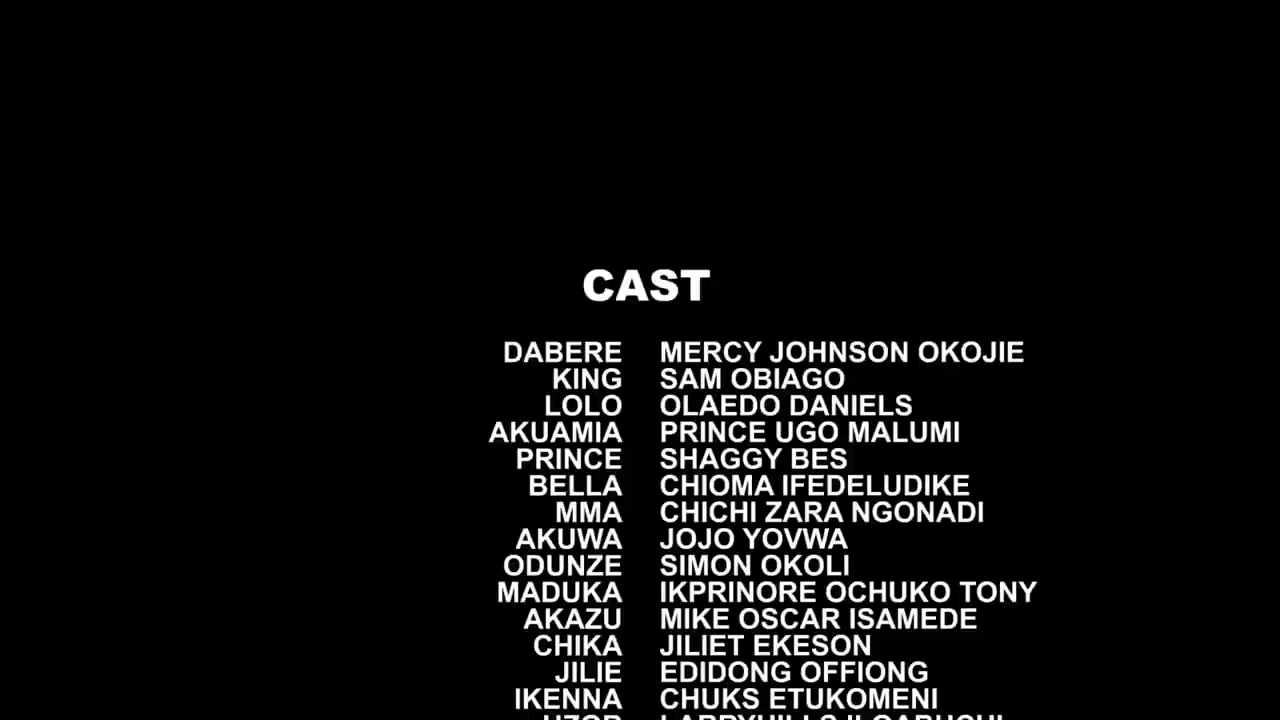 CAST
DABERE MERCY JOHNSON OKOJIE
KING SAM OBIAGO
LOLO OLAEDO DANIELS
AKUAMIA PRINCE UGO MALUMI
PRINCE SHAGGY BES
BELLA CHIOMA IFEDELUDIKE
MMA CHICHI ZARA NGONADI
AKUWA JOJO YOVWA
ODUNZE SIMON OKOLI
MADUKA IKPRINORE OCHUKO TONY
AKAZU MIKE OSCAR ISAMEDE
CHIKA JILIET EKESON
JILIE EDIDONG OFFIONG
IKENNA CHUKS ETUKOMENI